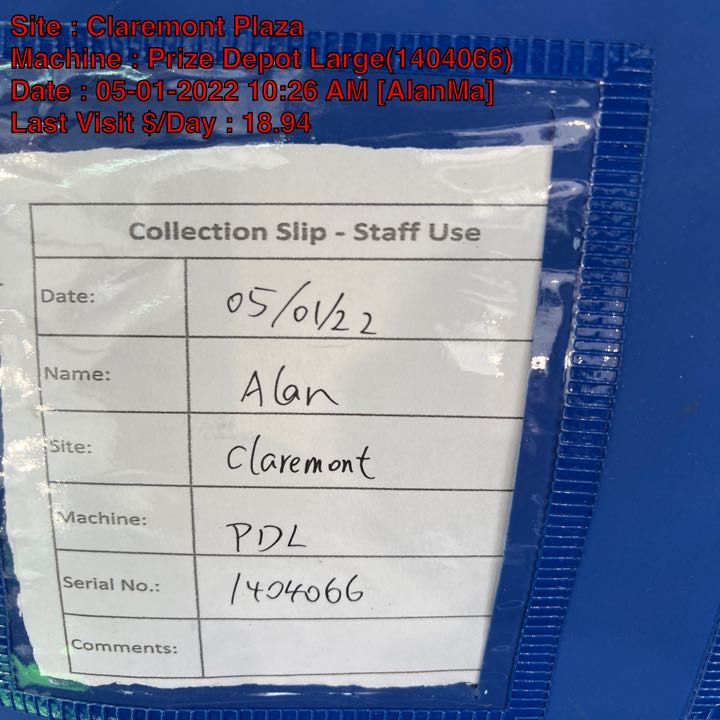 Site : Claremont Plaza
Machine : Prize Depot Large(1404066)
Date : 05-01-2022 10:26 AM [AlanMa]
Last Visit $/Day : 18.94
Collection Slip - Staff Use
Date: 05/01/22
Name: Alan
Site: Claremont
Machine: PDL
Serial No.: 1404066
Comments: